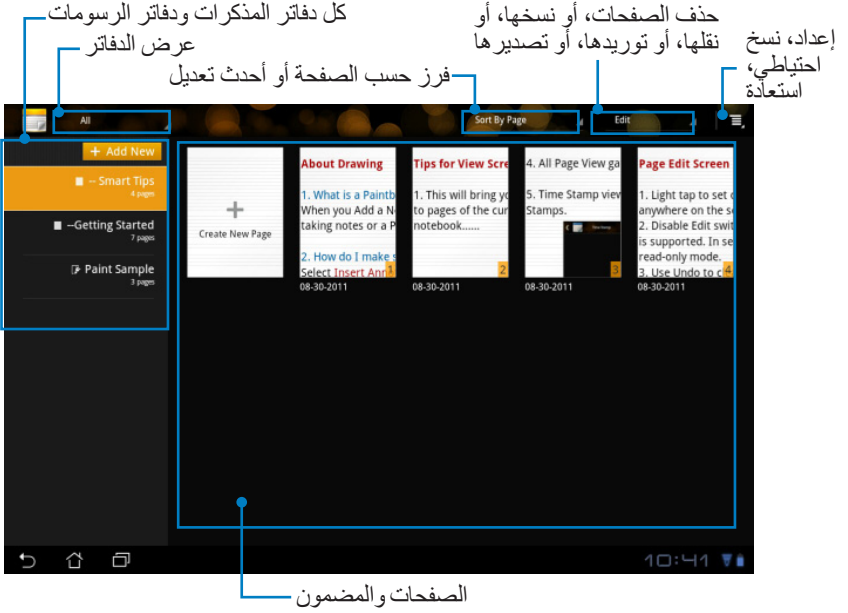 كل دفاتر المذكرات ودفاتر الرسومات
عرض الدفاتر
فرز حسب الصفحة أو أحدث تعديل
حذف الصفحات، أو نسخها، أو
نقلها، أو توريدها، أو تصديرها
إعداد، نسخ
احتياطي،
استعادة
All
Sort By Page
Edit
+ Add New
-- Smart Tips
4 pages
--Getting Started
7 pages
Paint Sample
3 pages
Create New Page
About Drawing
1. What is a Paintb
When you Add a N
taking notes or a P
2. How do I make s
Select Insert Ann
1
08-30-2011
Tips for View Scre
1. This will bring yo
to pages of the cur
notebook......
2
08-30-2011
4. All Page View ga
5. Time Stamp view
Stamps.
3
08-30-2011
Page Edit Screen
1. Light tap to set c
anywhere on the s
2. Disable Edit swit
is supported. In se
read-only mode.
3. Use Undo to c
4
08-30-2011
10:41
الصفحات والمضمون